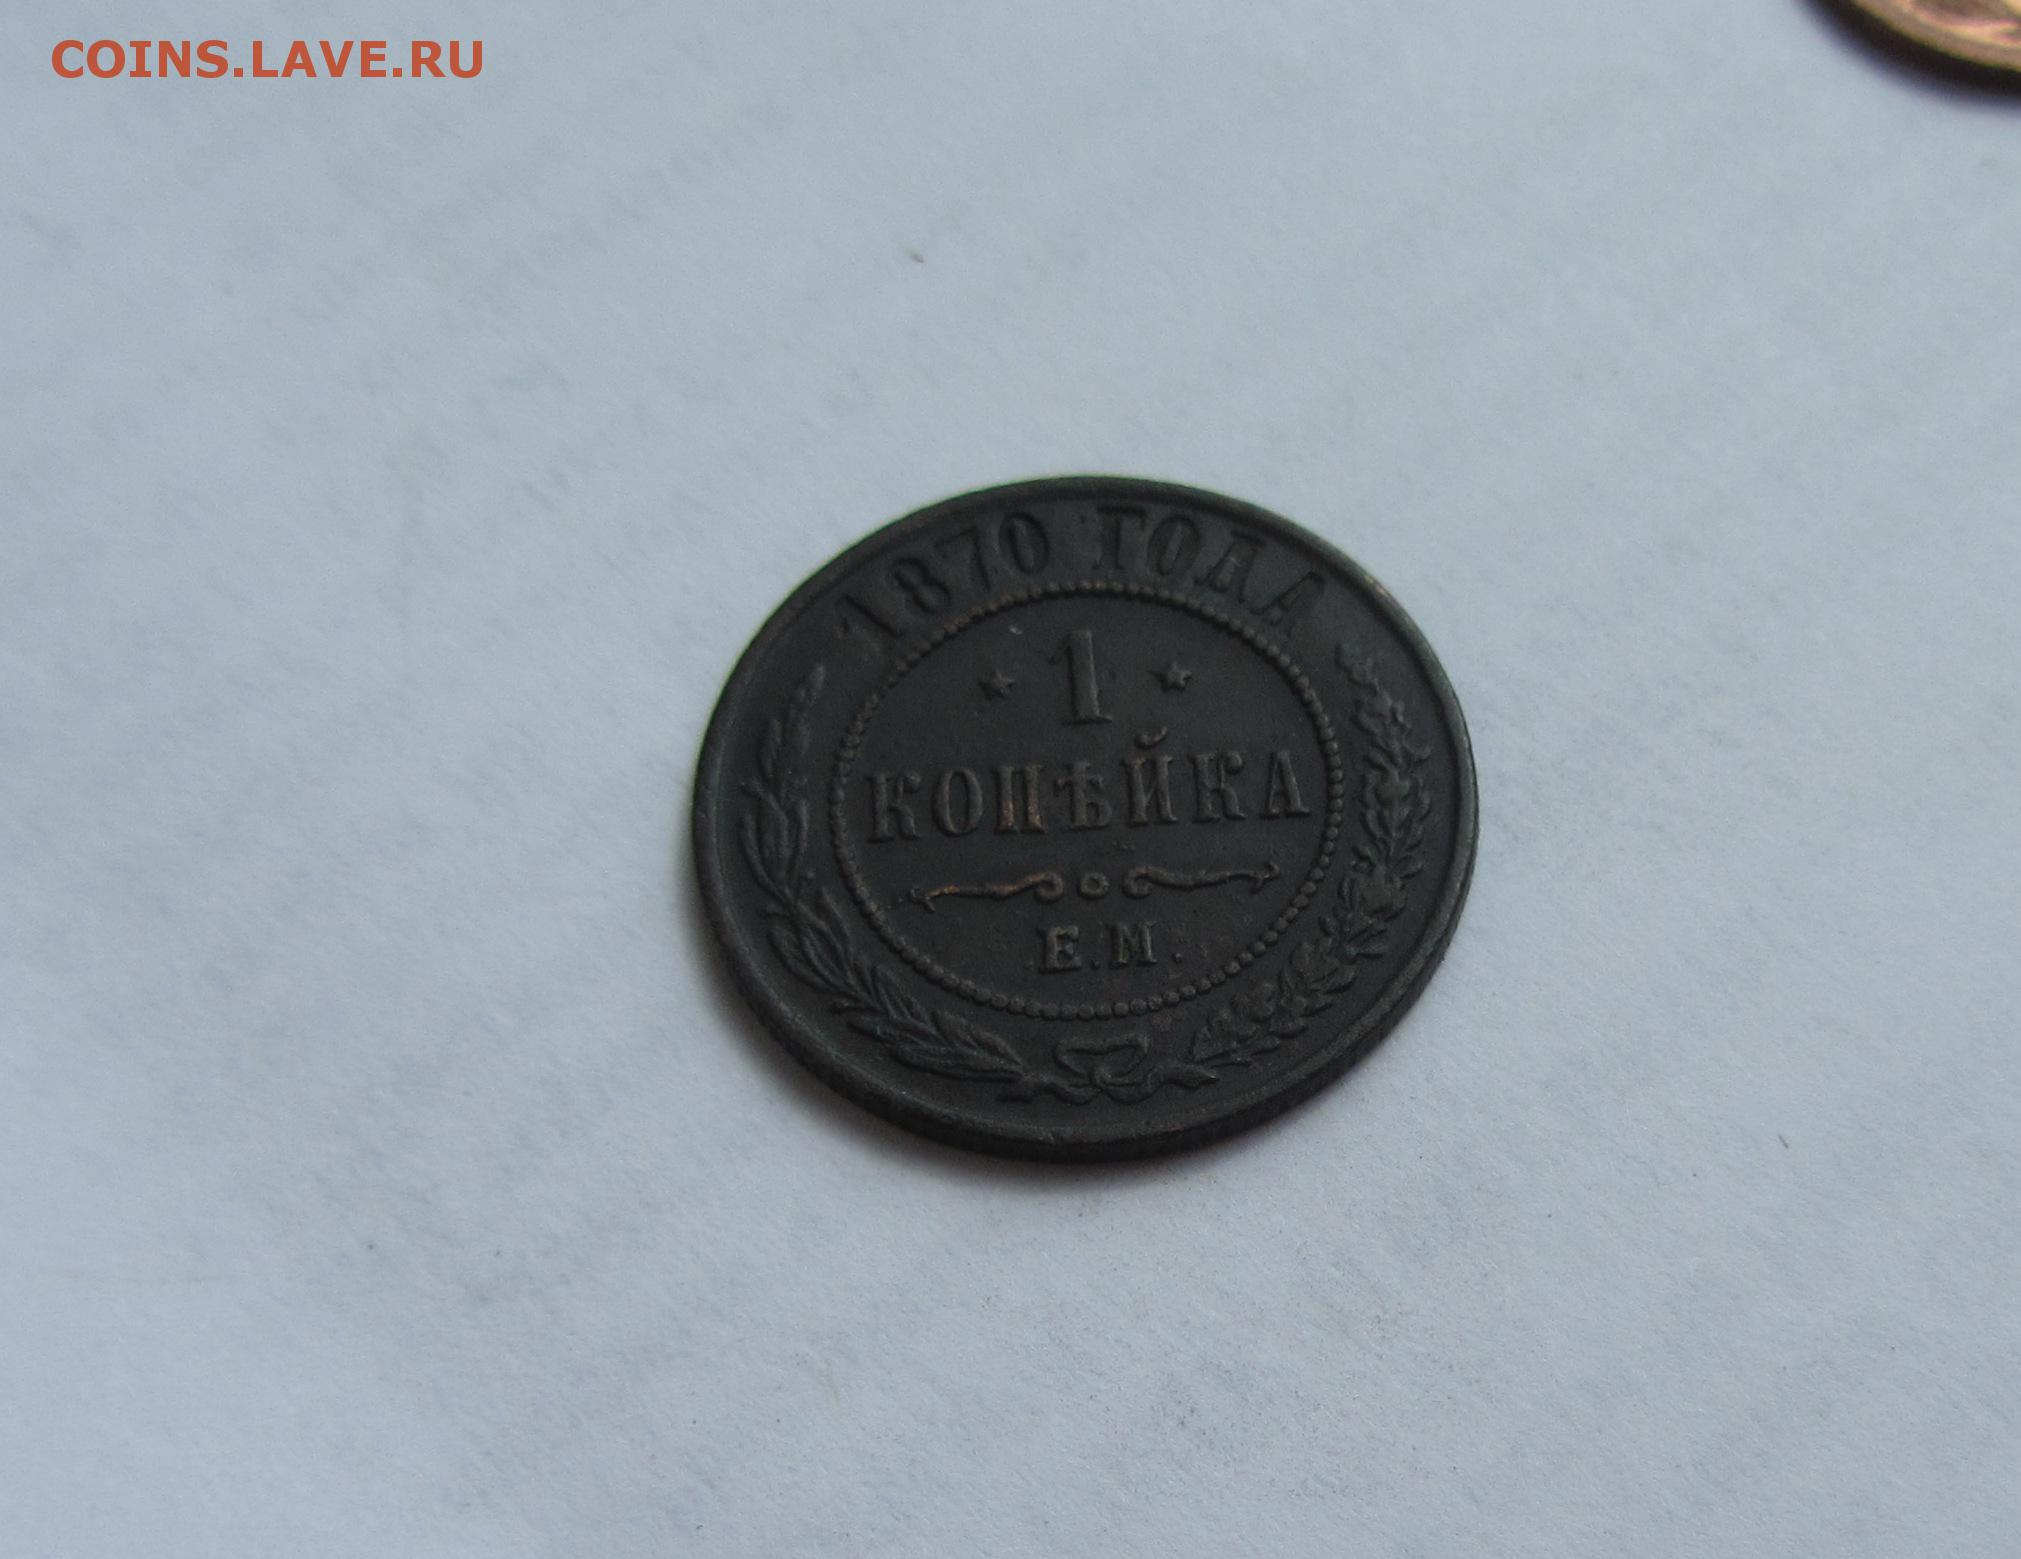 COINS.LAVE.RU
1870 ГОДА
* 1 *
КОПѢЙКА
Е.М.